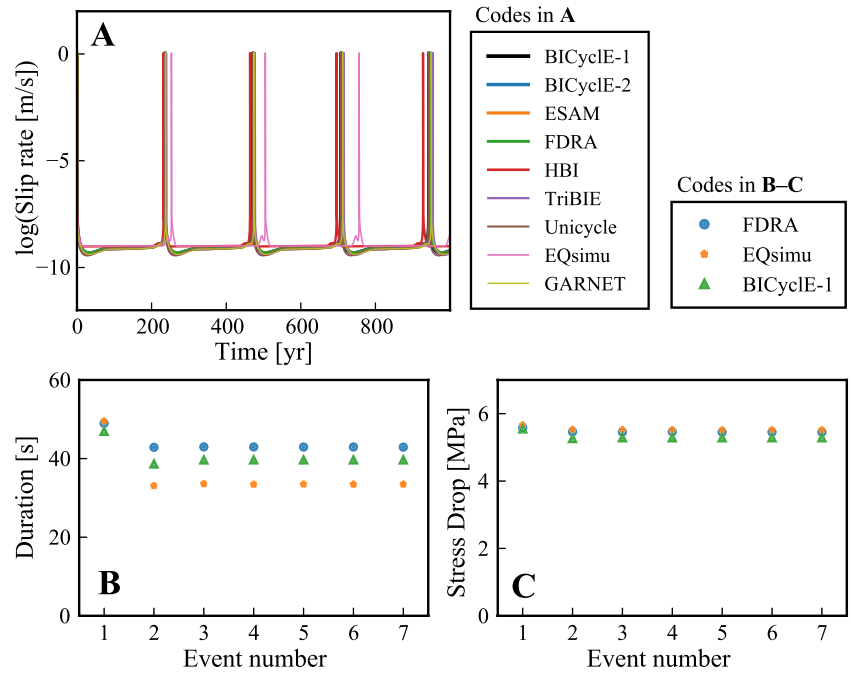 A
log(Slip rate [m/s]
0
−5
−10
0
200
400
600
800
Time [yr]
Codes in A
BICyclE-1
BICyclE-2
ESAM
FDRA
HBI
TriBIE
Unicycle
EQsimu
GARNET
Codes in B–C
FDRA
EQsimu
BICyclE-1
B
Duration [s]
60
40
20
0
1
2
3
4
5
6
7
Event number
C
Stress Drop [MPa]
6
4
2
0
1
2
3
4
5
6
7
Event number